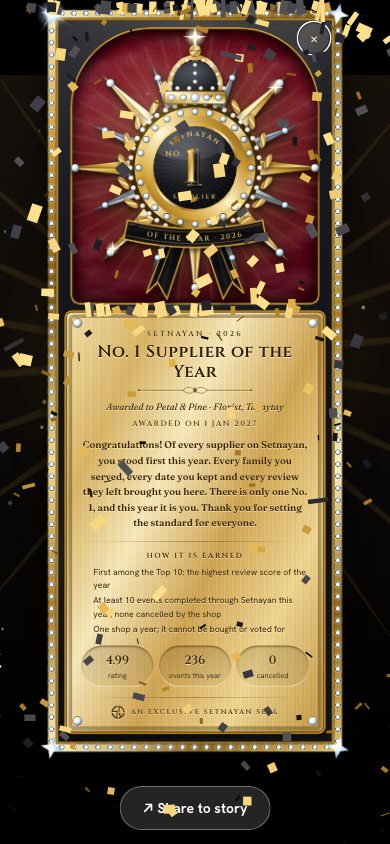 ×
SETNAYAN
NO.
1
OF THE YEAR · 2026
SETNAYAN · 2026
No. 1 Supplier of the
Year
Awarded to Petal & Pine · Florist,
AWARDED ON 1 JANUARY 2027
Congratulations! Of every supplier on Setnayan,
you stood first this year. Every family you
served, every date you kept and every review
they left brought you here. There is only one No.
1, and this year it is you. Thank you for setting
the standard for everyone.
HOW IT IS EARNED
First among the Top 10: the highest review score of the
year
At least 10 events completed through Setnayan this
year, none cancelled by the shop
One shop a year; it cannot be bought or voted for
4.99 236 0
rating events this year cancelled
AN EXCLUSIVE SETNAYAN SEAL
Share to story